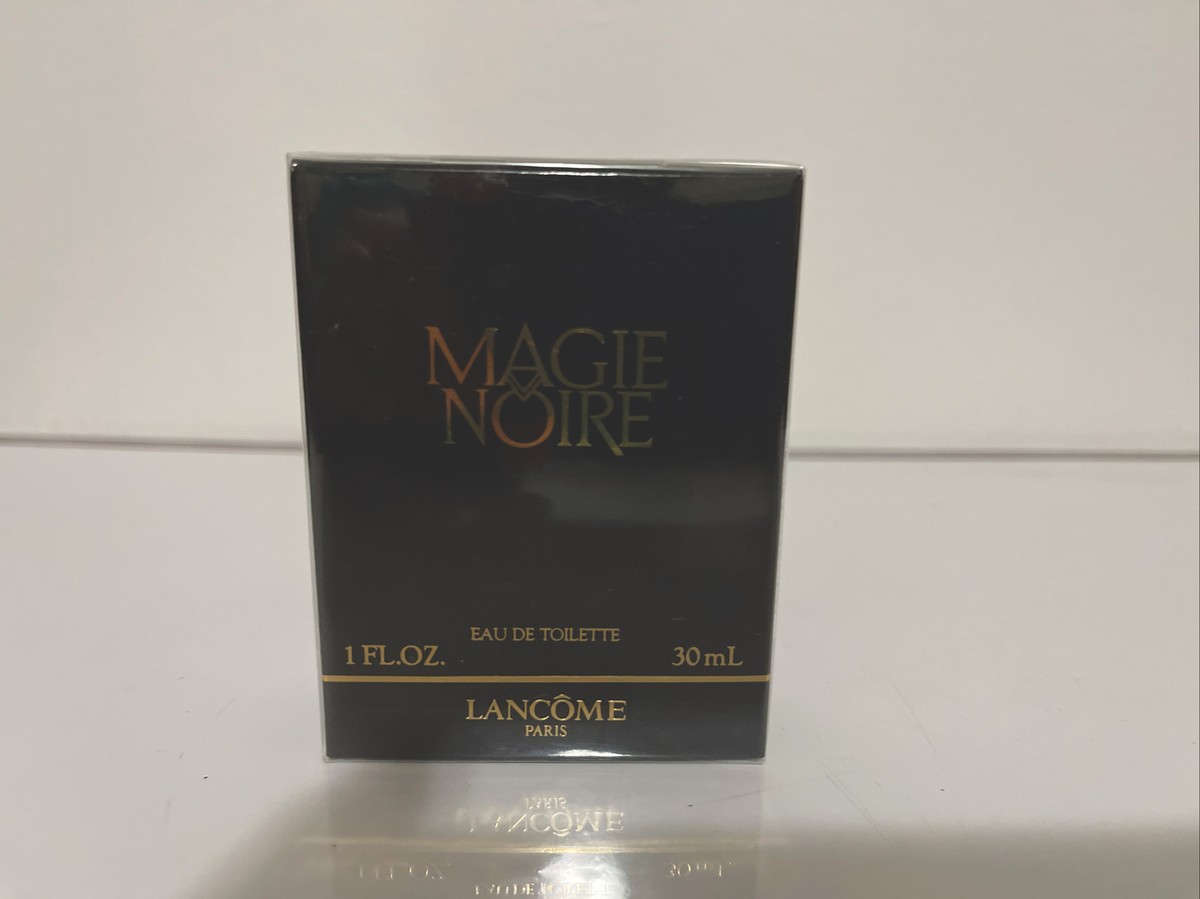 MAGIE
NOIRE
EAU DE TOILETTE
1 FL.OZ. 30 mL
LANCÔME
PARIS